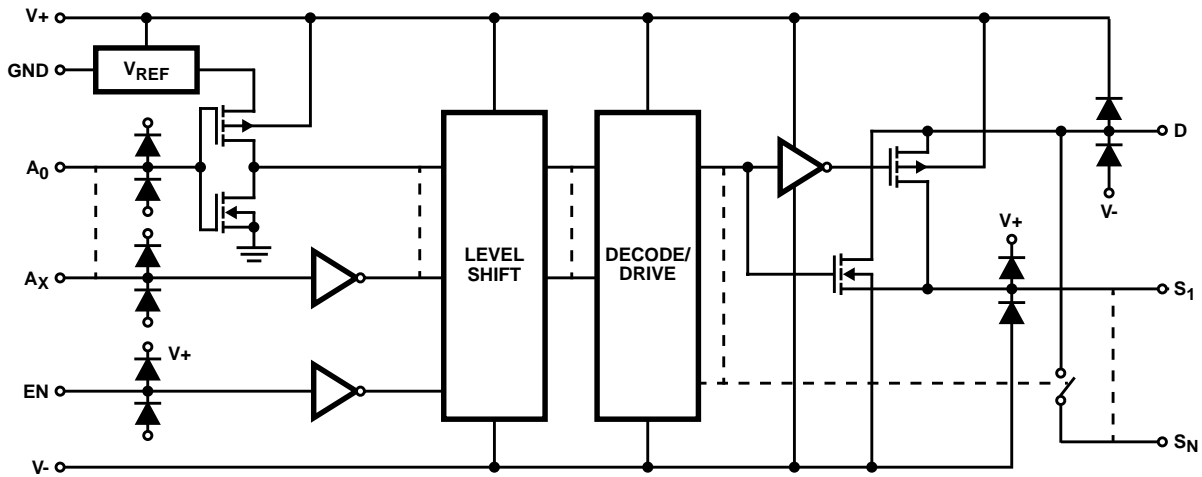 V+
GND
VREF
A0
AX
V+
EN
V-
LEVEL
SHIFT
DECODE/
DRIVE
D
V-
V+
S1
SN